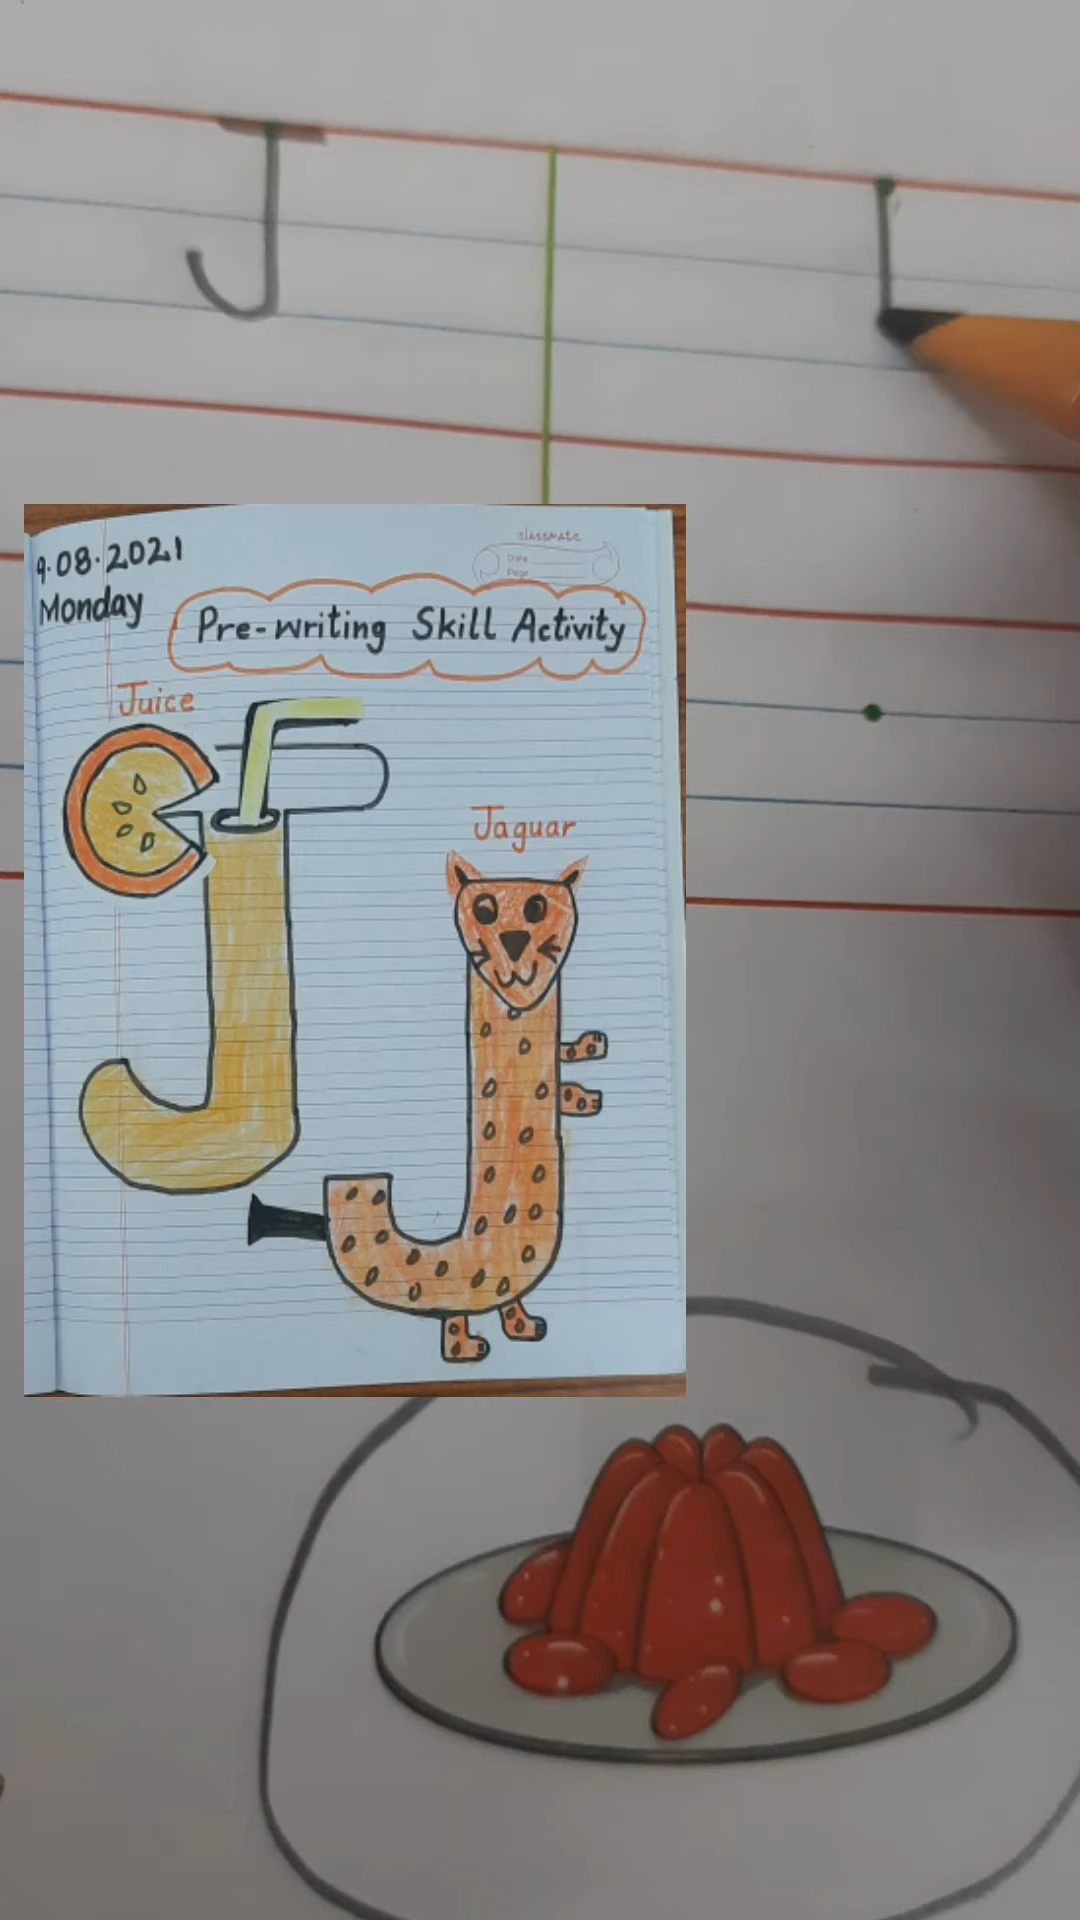 J
9.08.2021
Monday
classmate
Date
Page
Pre-writing Skill Activity
Juice
Jaguar